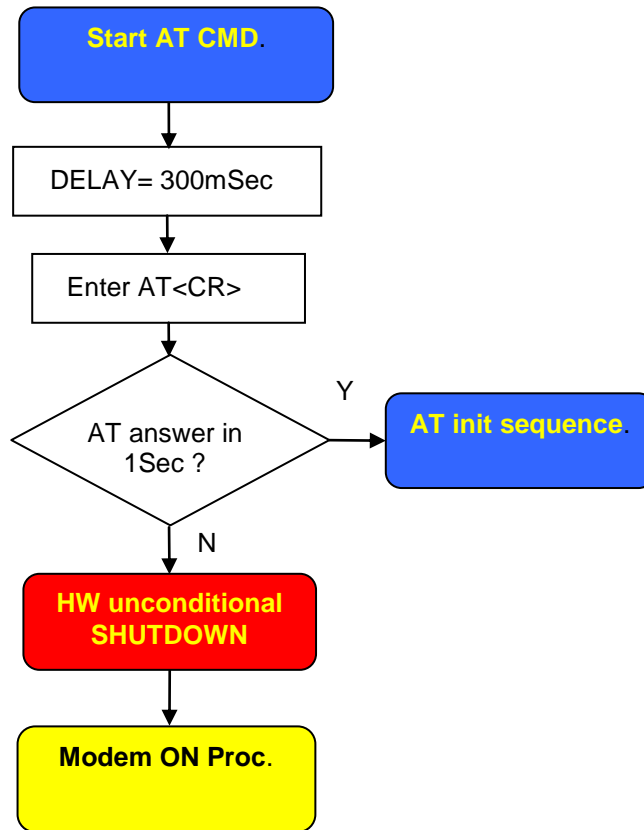 Start AT CMD.
DELAY= 300mSec
Enter AT<CR>
AT answer in
1Sec ?
Y
AT init sequence.
N
HW unconditional
SHUTDOWN
Modem ON Proc.